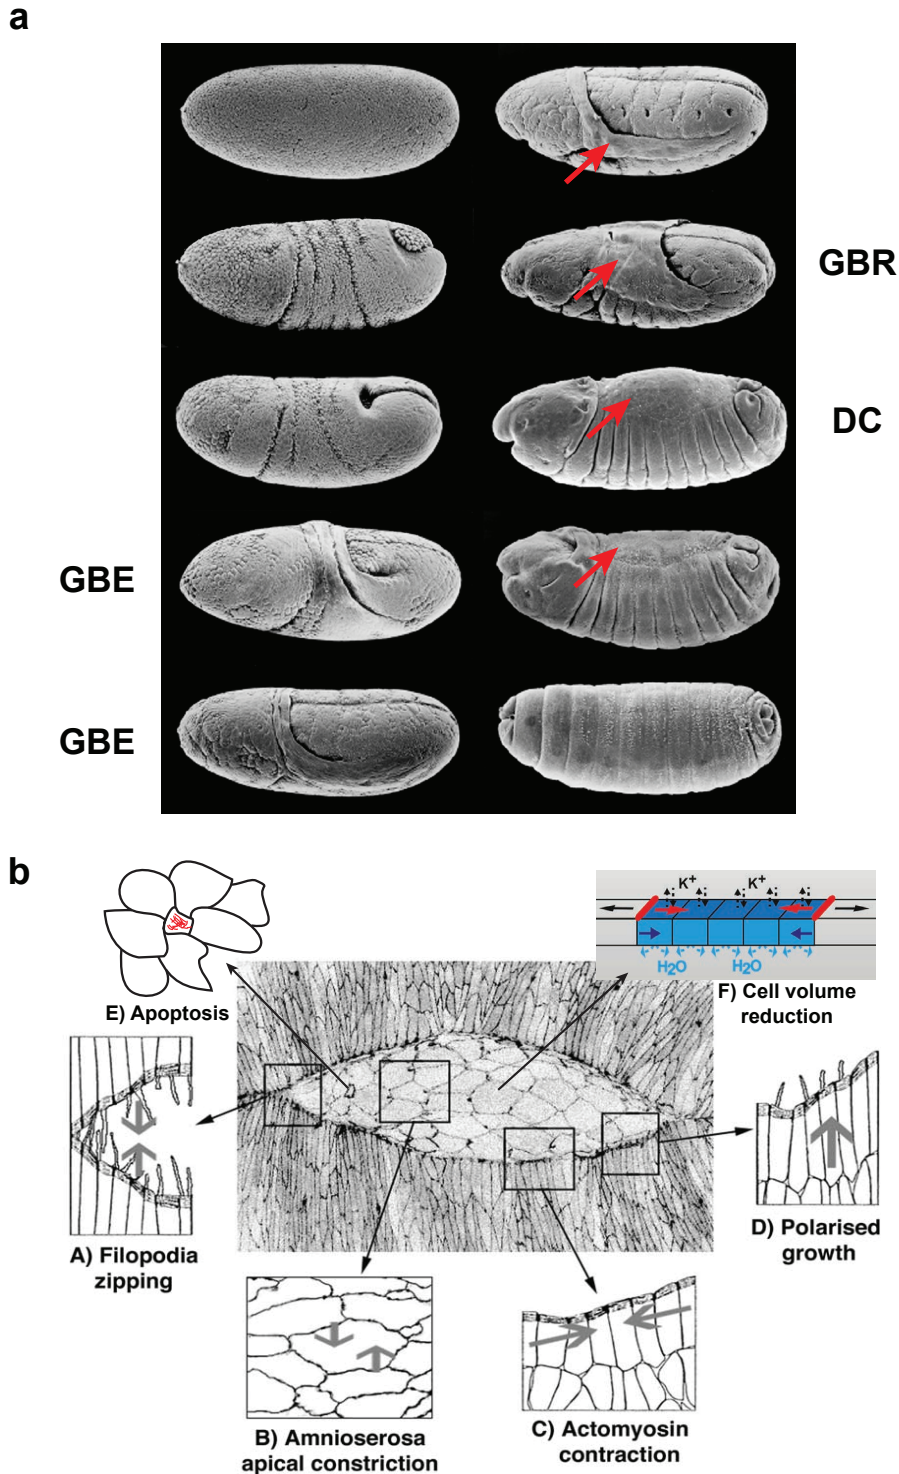 a
GBR
DC
GBE
GBE
b
K+ K+
H2O H2O
E) Apoptosis
F) Cell volume
reduction
A) Filopodia
zipping
D) Polarised
growth
B) Amnioserosa
apical constriction
C) Actomyosin
contraction